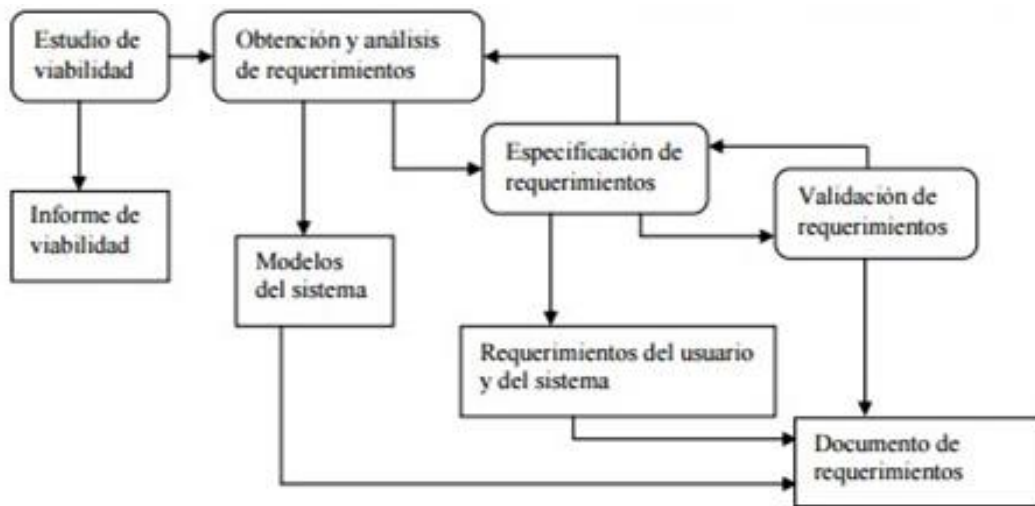 Estudio de
viabilidad
Obtención y análisis
de requerimientos
Especificación de
requerimientos
Validación de
requerimientos
Informe de
viabilidad
Modelos
del sistema
Requerimientos del usuario
y del sistema
Documento de
requerimientos